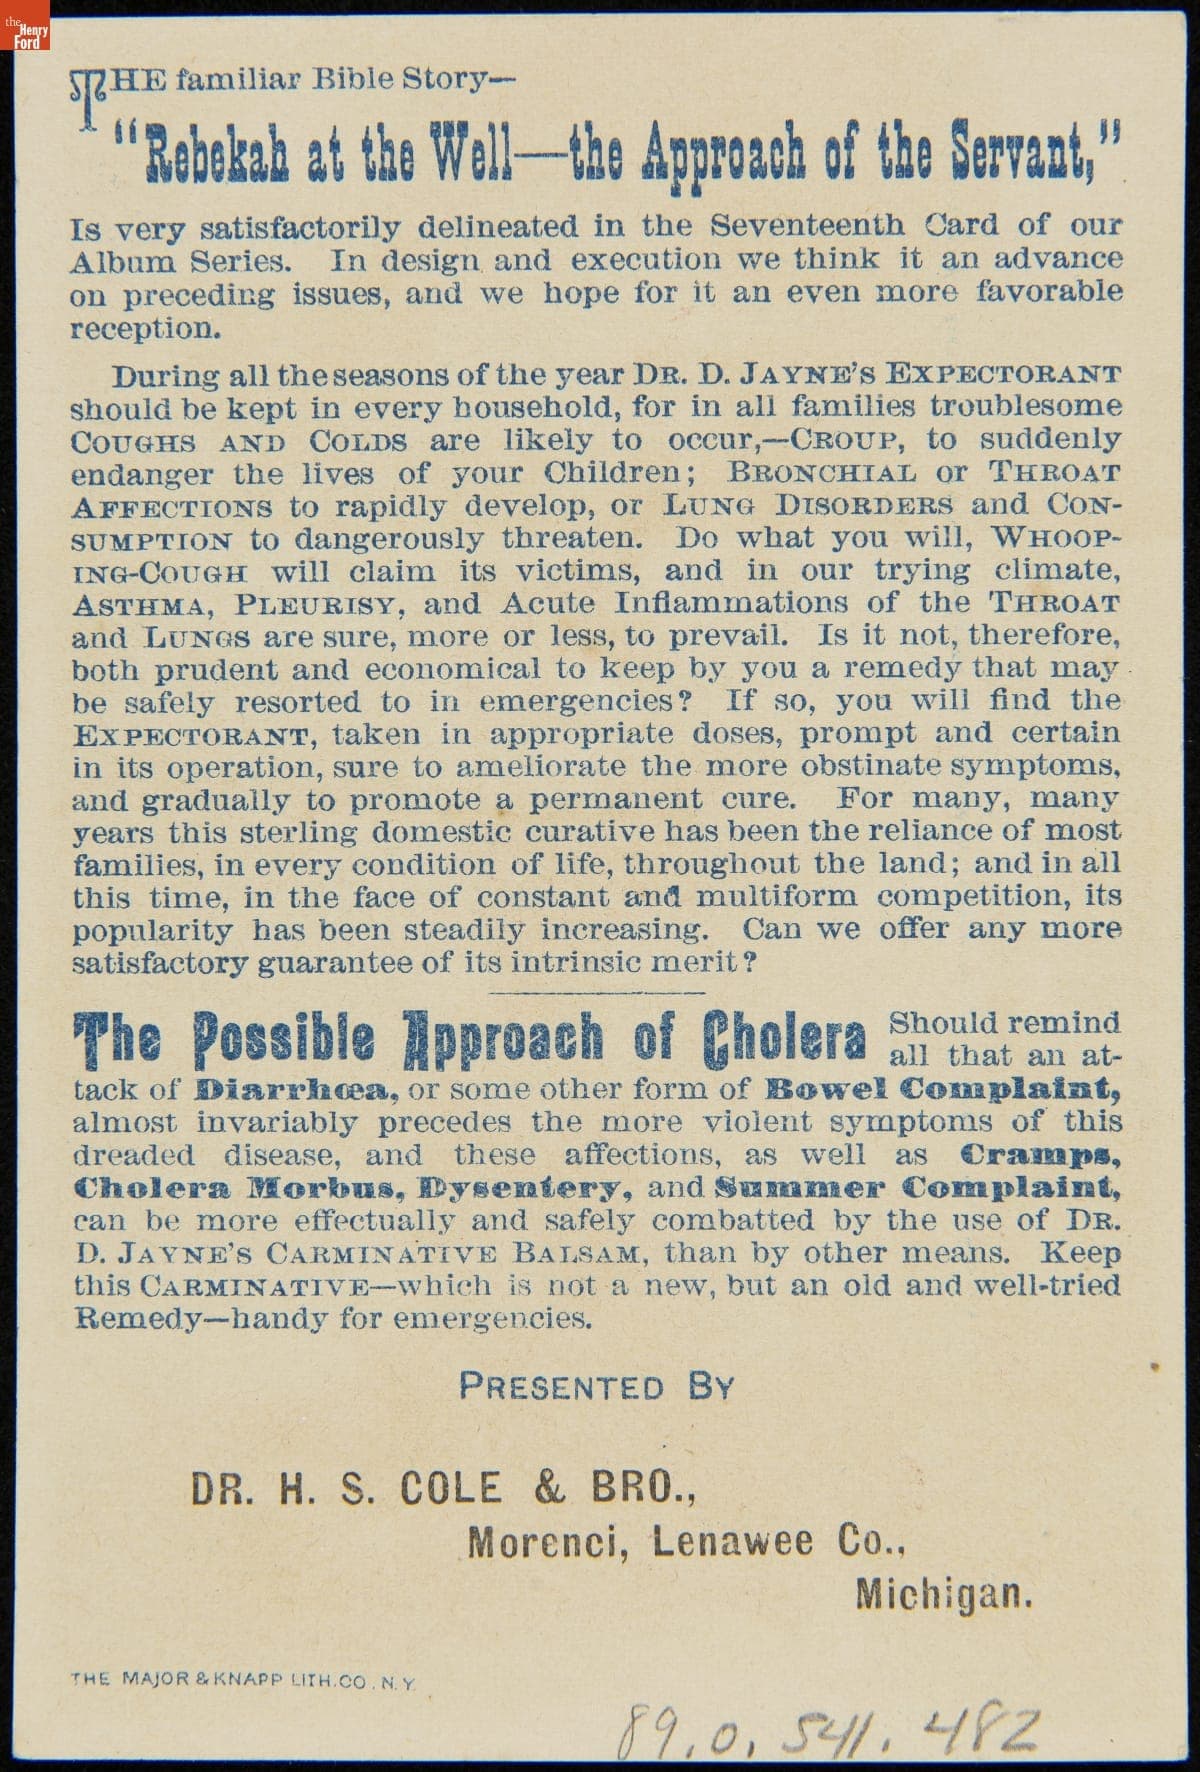 the
Henry
Ford
THE familiar Bible Story—
"Rebekah at the Well—the Approach of the Servant,"
Is very satisfactorily delineated in the Seventeenth Card of our
Album Series. In design and execution we think it an advance
on preceding issues, and we hope for it an even more favorable
reception.
During all the seasons of the year DR. D. JAYNE'S EXPECTORANT
should be kept in every household, for in all families troublesome
COUGHS AND COLDS are likely to occur,—CROUP, to suddenly
endanger the lives of your Children; BRONCHIAL or THROAT
AFFECTIONS to rapidly develop, or LUNG DISORDERS and CON-
SUMPTION to dangerously threaten. Do what you will, WHOOP-
ING-COUGH will claim its victims, and in our trying climate,
ASTHMA, PLEURISY, and Acute Inflammations of the THROAT
and LUNGS are sure, more or less, to prevail. Is it not, therefore,
both prudent and economical to keep by you a remedy that may
be safely resorted to in emergencies? If so, you will find the
EXPECTORANT, taken in appropriate doses, prompt and certain
in its operation, sure to ameliorate the more obstinate symptoms,
and gradually to promote a permanent cure. For many, many
years this sterling domestic curative has been the reliance of most
families, in every condition of life, throughout the land; and in all
this time, in the face of constant and multiform competition, its
popularity has been steadily increasing. Can we offer any more
satisfactory guarantee of its intrinsic merit?
The Possible Approach of Cholera Should remind
all that an at-
tack of Diarrhœa, or some other form of Bowel Complaint,
almost invariably precedes the more violent symptoms of this
dreaded disease, and these affections, as well as Cramps,
Cholera Morbus, Dysentery, and Summer Complaint,
can be more effectually and safely combatted by the use of DR.
D. JAYNE'S CARMINATIVE BALSAM, than by other means. Keep
this CARMINATIVE—which is not a new, but an old and well-tried
Remedy—handy for emergencies.
PRESENTED BY
DR. H. S. COLE & BRO.,
Morenci, Lenawee Co.,
Michigan.
THE MAJOR & KNAPP LITH. CO. N. Y.
89.0.541.482